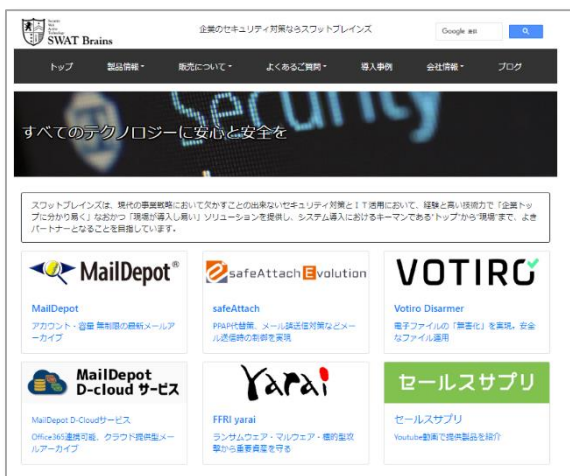 SWAT Brains
企業のセキュリティ対策ならスワットブレインズ
Google
トップ
製品情報
販売について
よくあるご質問
導入事例
会社情報
ブログ
Security
すべてのテクノロジーに安心と安全を
スワットブレインズは、現代の事業戦略において欠かすことの出来ないセキュリティ対策とIT活用において、経験と高い技術力で「企業トッ
プに分かり易く」なおかつ「現場が導入し易い」ソリューションを提供し、システム導入におけるキーマンである"トップ"から"現場"まで、よき
パートナーとなることを目指しています。
MailDepot®
safeAttach Evolution
VOTIRO
MailDepot
アカウント・容量 無制限の最新メールア
ーカイブ
safeAttach
PPAP代替策、メール誤送信対策などメー
ル送信時の制御を実現
Votiro Disarmer
電子ファイルの「無害化」を実現。安全
なファイル運用
MailDepot
D-cloud サービス
Yarai
セールスサプリ
MailDepot D-Cloudサービス
Office365連携可能、クラウド提供型メー
ルアーカイブ
FFRI yarai
ランサムウェア・マルウェア・標的型攻
撃から重要資産を守る
セールスサプリ
Youtube動画で提供製品を紹介